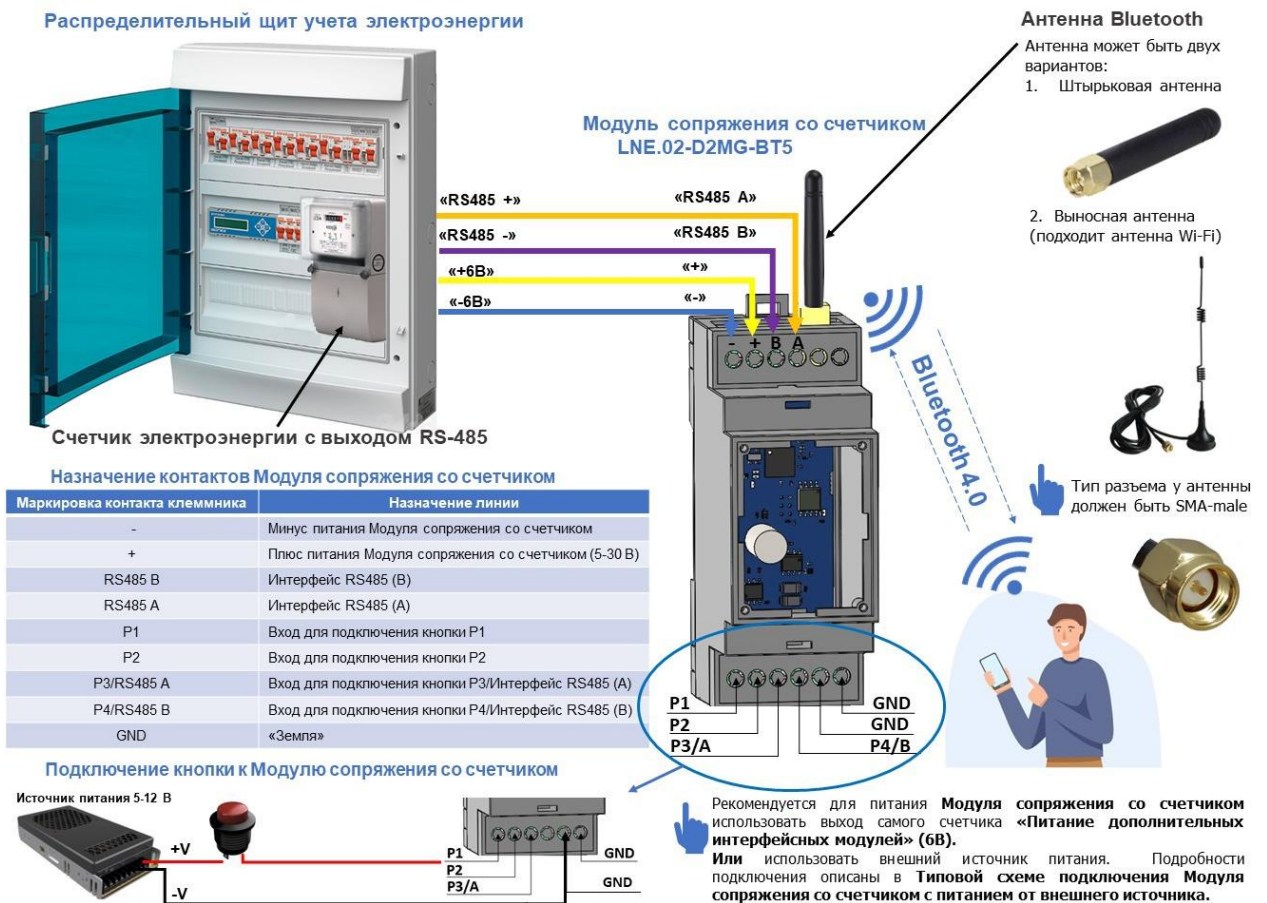 Распределительный щит учета электроэнергии
Антенна Bluetooth
Антенна может быть двух
вариантов:
1. Штырьковая антенна
2. Выносная антенна
(подходит антенна Wi-Fi)
Тип разъема у антенны
должен быть SMA-male
Модуль сопряжения со счетчиком
LNE.02-D2MG-BT5
«RS485 +» «RS485 A»
«RS485 -» «RS485 B»
«+6В» «+»
«-6В» «-»
- + B A
Bluetooth 4.0
Счетчик электроэнергии с выходом RS-485
Назначение контактов Модуля сопряжения со счетчиком
Маркировка контакта клеммника Назначение линии
- Минус питания Модуля сопряжения со счетчиком
+ Плюс питания Модуля сопряжения со счетчиком (5-30 В)
RS485 B Интерфейс RS485 (B)
RS485 A Интерфейс RS485 (A)
P1 Вход для подключения кнопки P1
P2 Вход для подключения кнопки P2
P3/RS485 A Вход для подключения кнопки P3/Интерфейс RS485 (A)
P4/RS485 B Вход для подключения кнопки P4/Интерфейс RS485 (B)
GND «Земля»
P1 GND
P2 GND
P3/A P4/B
Подключение кнопки к Модулю сопряжения со счетчиком
Источник питания 5-12 В
+V
-V
P1 GND
P2
P3/A GND
Рекомендуется для питания Модуля сопряжения со счетчиком
использовать выход самого счетчика «Питание дополнительных
интерфейсных модулей» (6В).
Или использовать внешний источник питания. Подробности
подключения описаны в Типовой схеме подключения Модуля
сопряжения со счетчиком с питанием от внешнего источника.